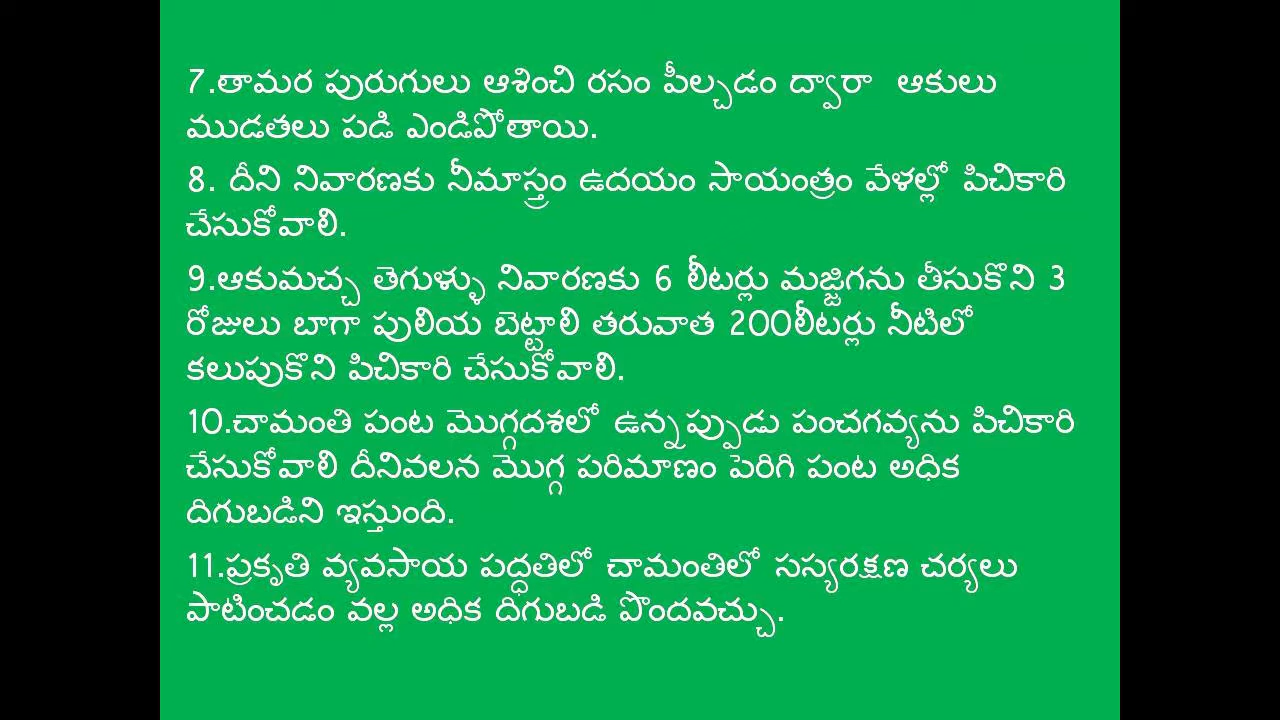 7.తామర పురుగులు ఆశించి రసం పీల్చడం ద్వారా  ఆకులు
ముడతలు పడి ఎండిపోతాయి.
8. దీని నివారణకు నీమాస్త్రం ఉదయం సాయంత్రం వేళల్లో పిచికారి
చేసుకోవాలి.
9.ఆకుమచ్చ తెగుళ్ళు నివారణకు 6 లీటర్లు మజ్జిగను తీసుకొని 3
రోజులు బాగా పులియ బెట్టాలి తరువాత 200లీటర్లు నీటిలో
కలుపుకొని పిచికారి చేసుకోవాలి.
10.చామంతి పంట మొగ్గదశలో ఉన్నప్పుడు పంచగవ్యను పిచికారి
చేసుకోవాలి దీనివలన మొగ్గ పరిమాణం పెరిగి పంట అధిక
దిగుబడిని ఇస్తుంది.
11.ప్రకృతి వ్యవసాయ పద్ధతిలో చామంతిలో సస్యరక్షణ చర్యలు
పాటించడం వల్ల అధిక దిగుబడి పొందవచ్చు.